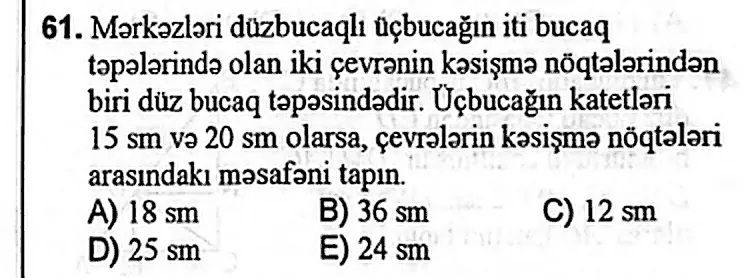 61. Mərkəzləri düzbucaqlı üçbucağın iti bucaq
təpələrində olan iki çevrənin kəsişmə nöqtələrindən
biri düz bucaq təpəsindədir. Üçbucağın katetləri
15 sm və 20 sm olarsa, çevrələrin kəsişmə nöqtələri
arasındakı məsafəni tapın.
A) 18 sm B) 36 sm C) 12 sm
D) 25 sm E) 24 sm